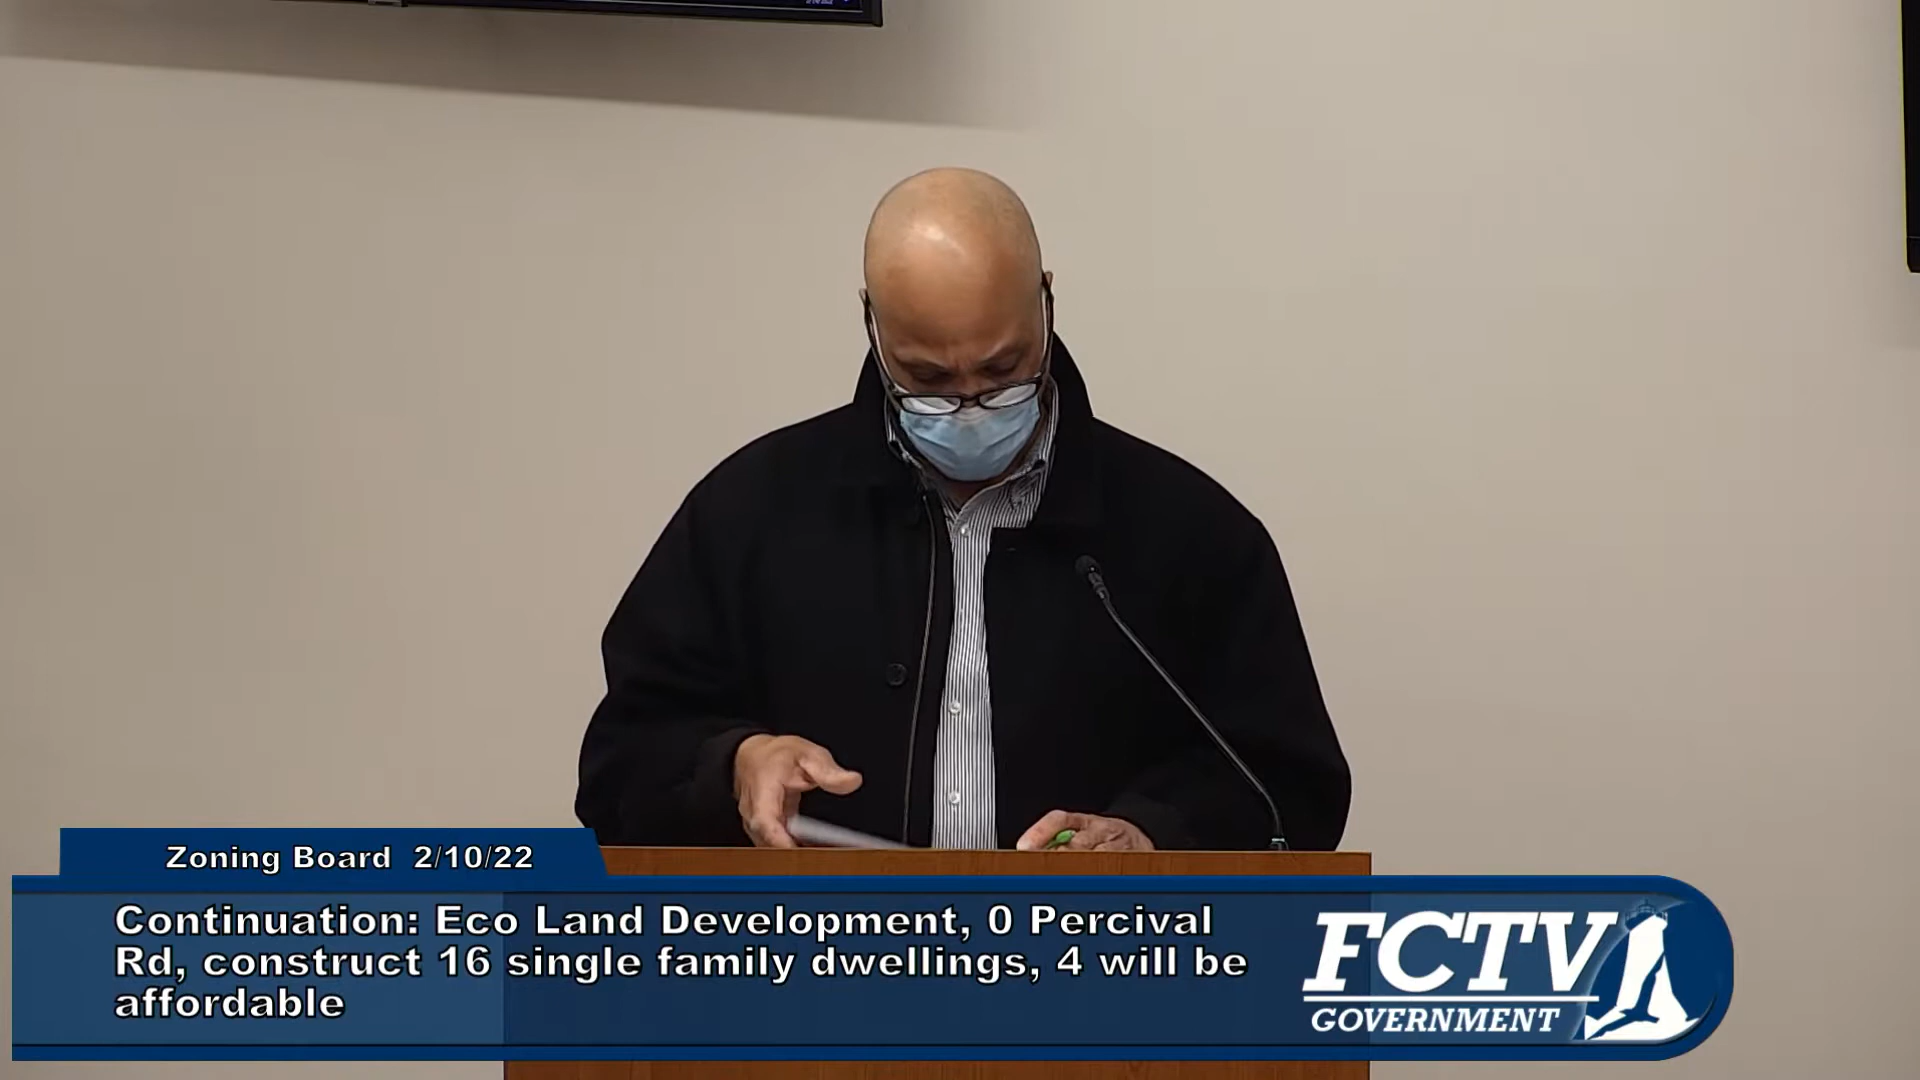 Zoning Board 2/10/22
Continuation: Eco Land Development, 0 Percival
Rd, construct 16 single family dwellings, 4 will be
affordable
FCTV
GOVERNMENT